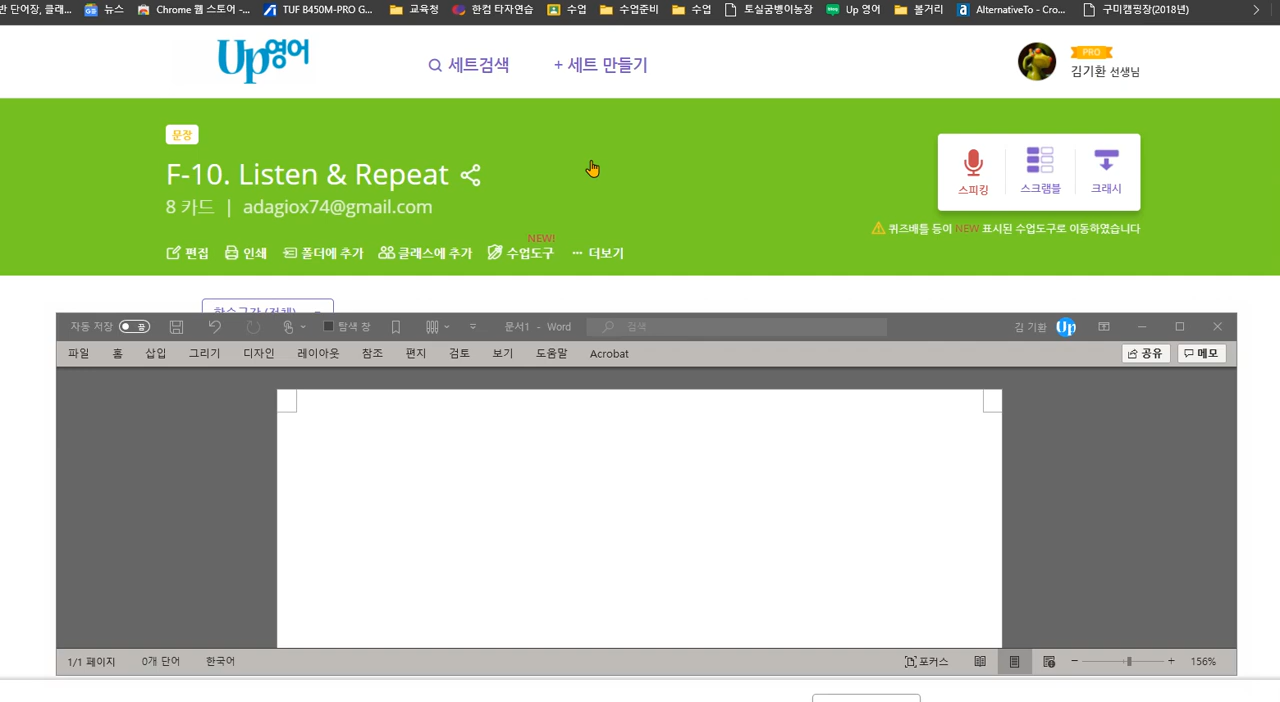 반 단어장, 클래... 뉴스 Chrome 웹 스토어 -... TUF B450M-PRO G... 교육청 한컴 타자연습 수업 수업준비 수업 토실굼벵이농장 Up 영어 볼거리 AlternativeTo - Cro... 구미캠핑장(2018년)
Up영어 세트검색 + 세트 만들기 PRO
김기환 선생님
문장
F-10. Listen & Repeat
8 카드 | adagiox74@gmail.com
스피킹 스크램블 크래시
퀴즈배틀 등이 NEW 표시된 수업도구로 이동하였습니다
NEW!
편집 인쇄 폴더에 추가 클래스에 추가 수업도구 ··· 더보기
학습구간 (전체)
자동 저장 끔 탐색 창 문서1 - Word 검색 김 기환 Up
파일 홈 삽입 그리기 디자인 레이아웃 참조 편지 검토 보기 도움말 Acrobat 공유 메모
1/1 페이지 0개 단어 한국어 포커스 − + 156%